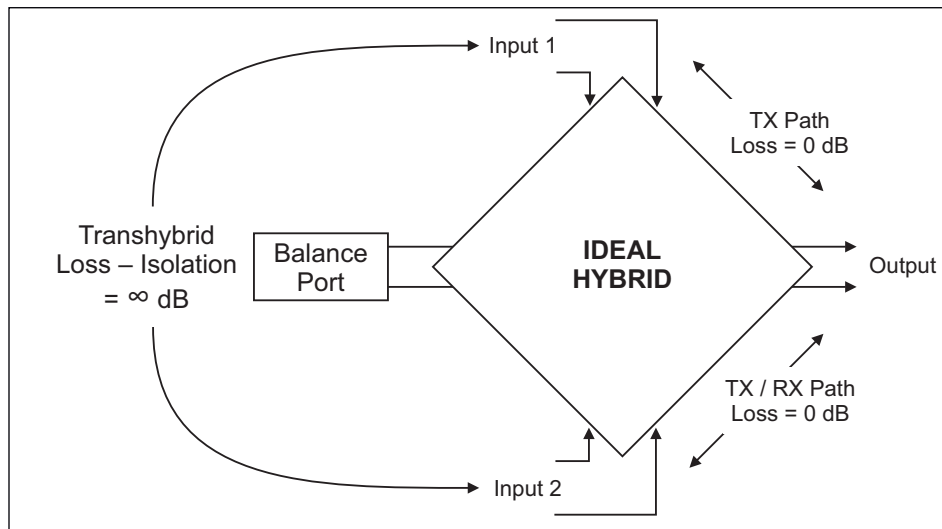 Input 1
TX Path
Loss = 0 dB
Transhybrid
Loss – Isolation
= ∞ dB
Balance
Port
IDEAL
HYBRID
Output
TX / RX Path
Loss = 0 dB
Input 2